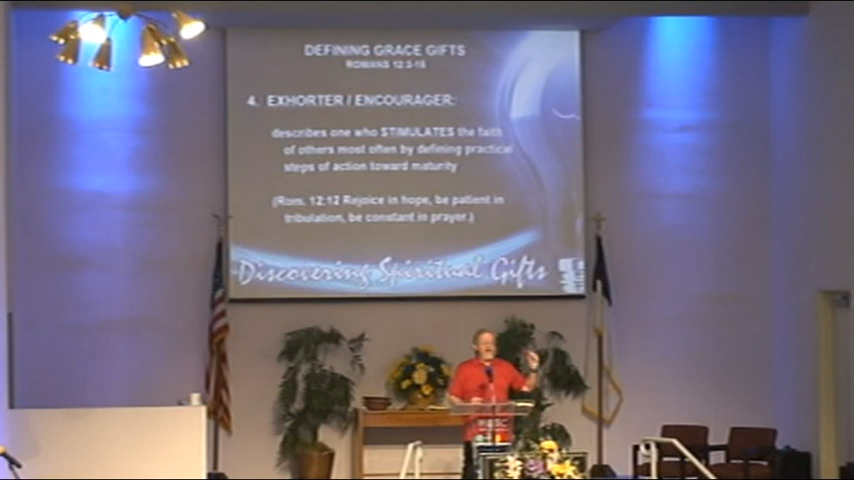 DEFINING GRACE GIFTS
ROMANS 12:3-15
4. EXHORTER / ENCOURAGER:
describes one who STIMULATES the faith
of others most often by defining practical
steps of action toward maturity
(Rom. 12:12 Rejoice in hope, be patient in
tribulation, be constant in prayer.)
Discovering Spiritual Gifts